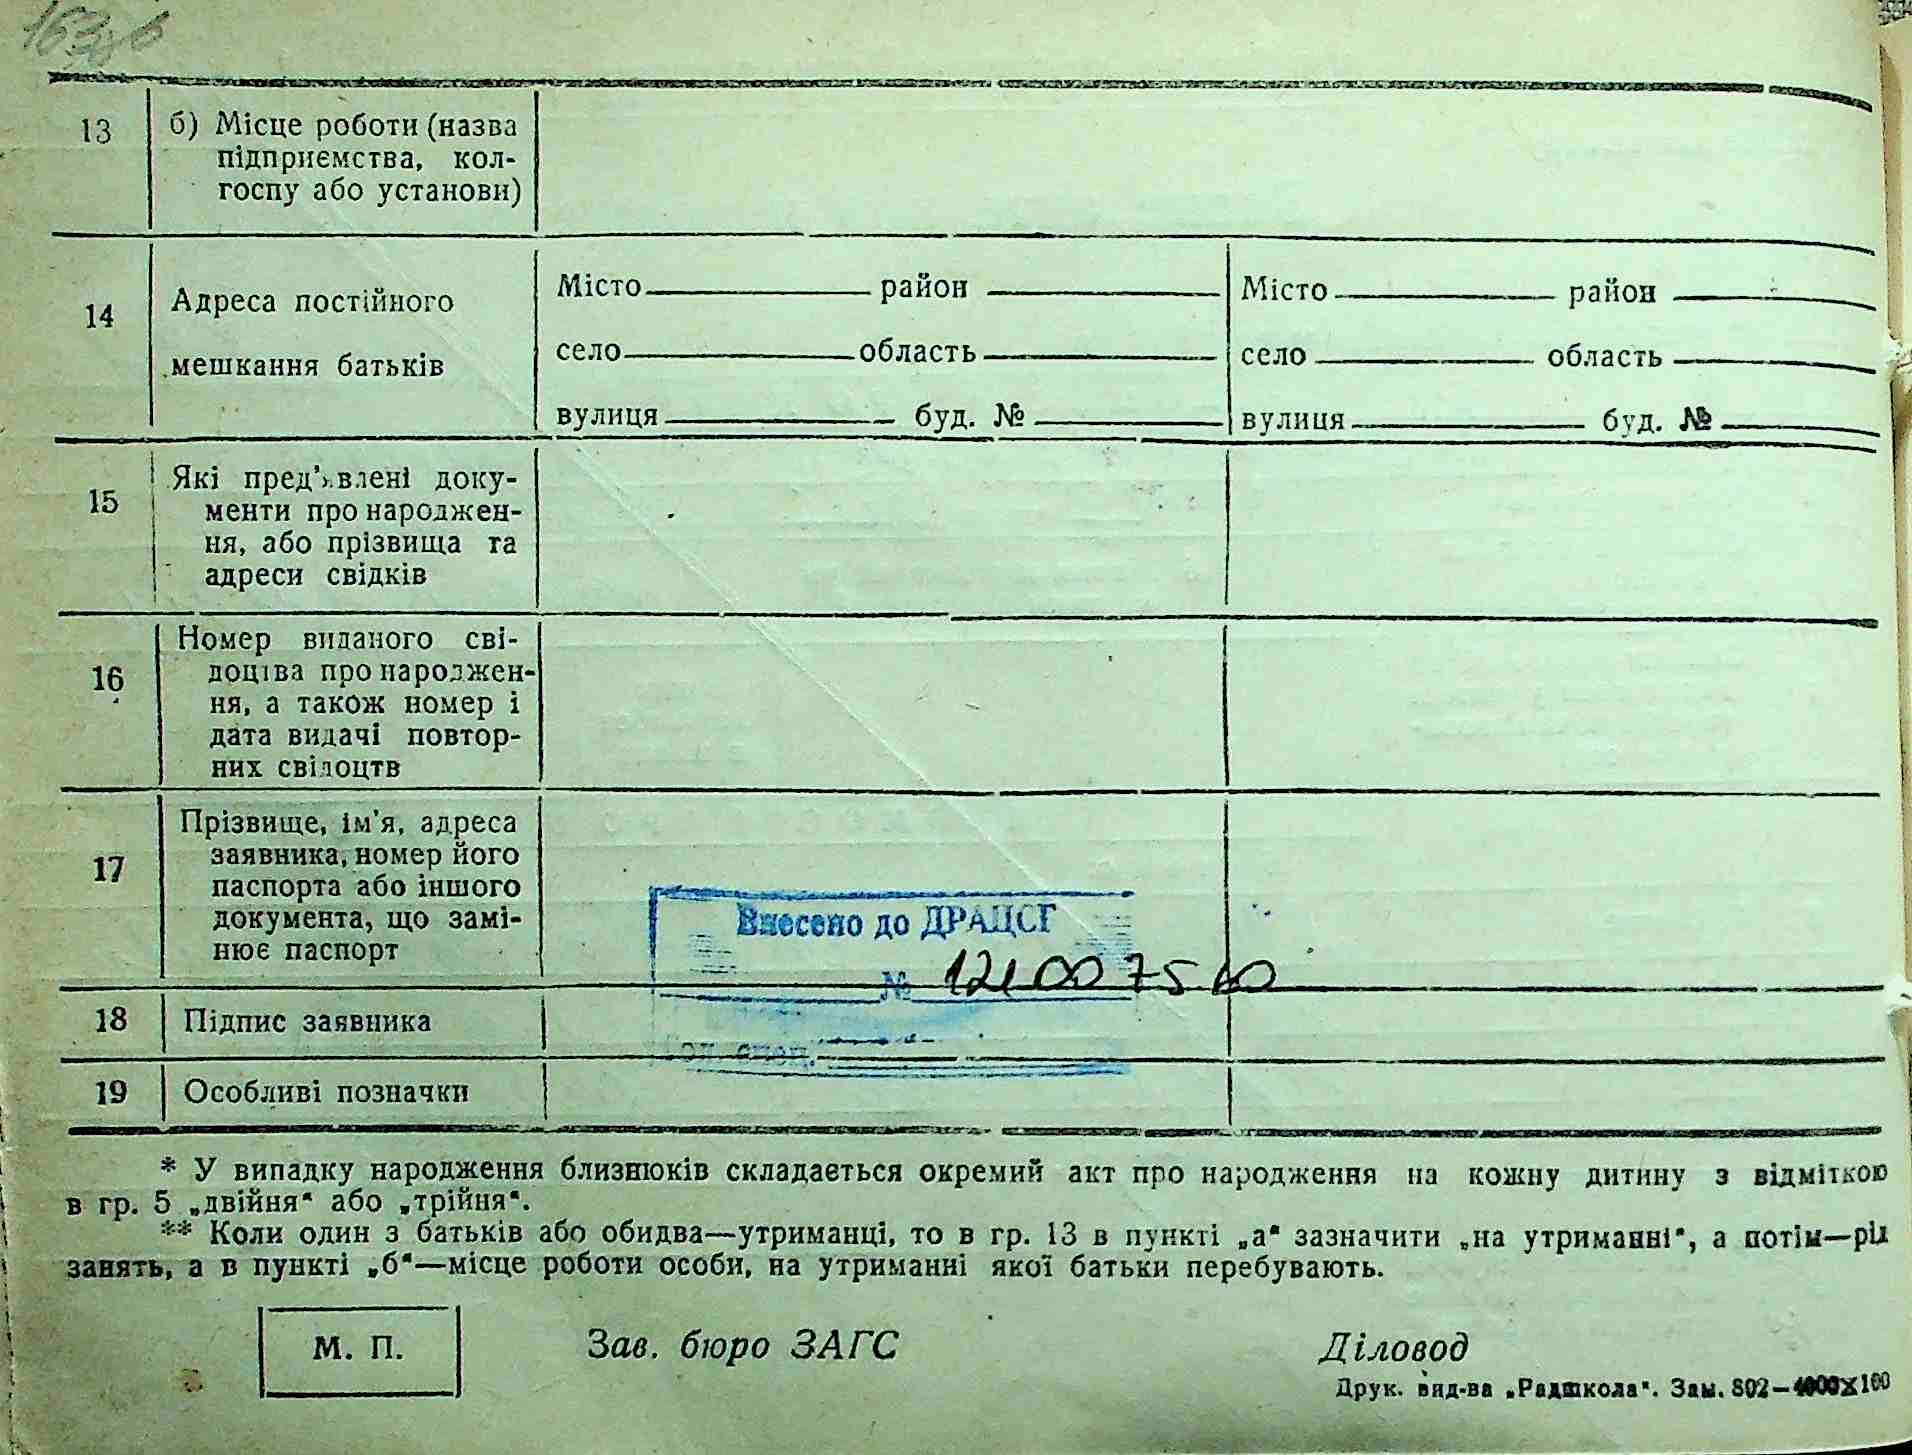 13
б) Місце роботи (назва
підприємства, кол-
госпу або установи)
14
Адреса постійного
мешкання батьків
Місто район
село область
вулиця буд. №
Місто район
село область
вулиця буд. №
15
Які пред’явлені доку-
менти про народжен-
ня, або прізвища та
адреси свідків
16
Номер виданого сві-
доцтва про народжен-
ня, а також номер і
дата видачі повтор-
них свідоцтв
17
Прізвище, ім’я, адреса
заявника, номер його
паспорта або іншого
документа, що замі-
нює паспорт
Внесено до ДРАЦСГ
№
18
Підпис заявника
19
Особливі позначки
* У випадку народження близнюків складається окремий акт про народження на кожну дитину з відміткою
в гр. 5 „двійня“ або „трійня“.
** Коли один з батьків або обидва—утриманці, то в гр. 13 в пункті „а“ зазначити „на утриманні“, а потім—рід
занять, а в пункті „б“—місце роботи особи, на утриманні якої батьки перебувають.
М. П.
Зав. бюро ЗАГС
Діловод
Друк. вид-ва „Радшкола“. Зам. 802—4000X100